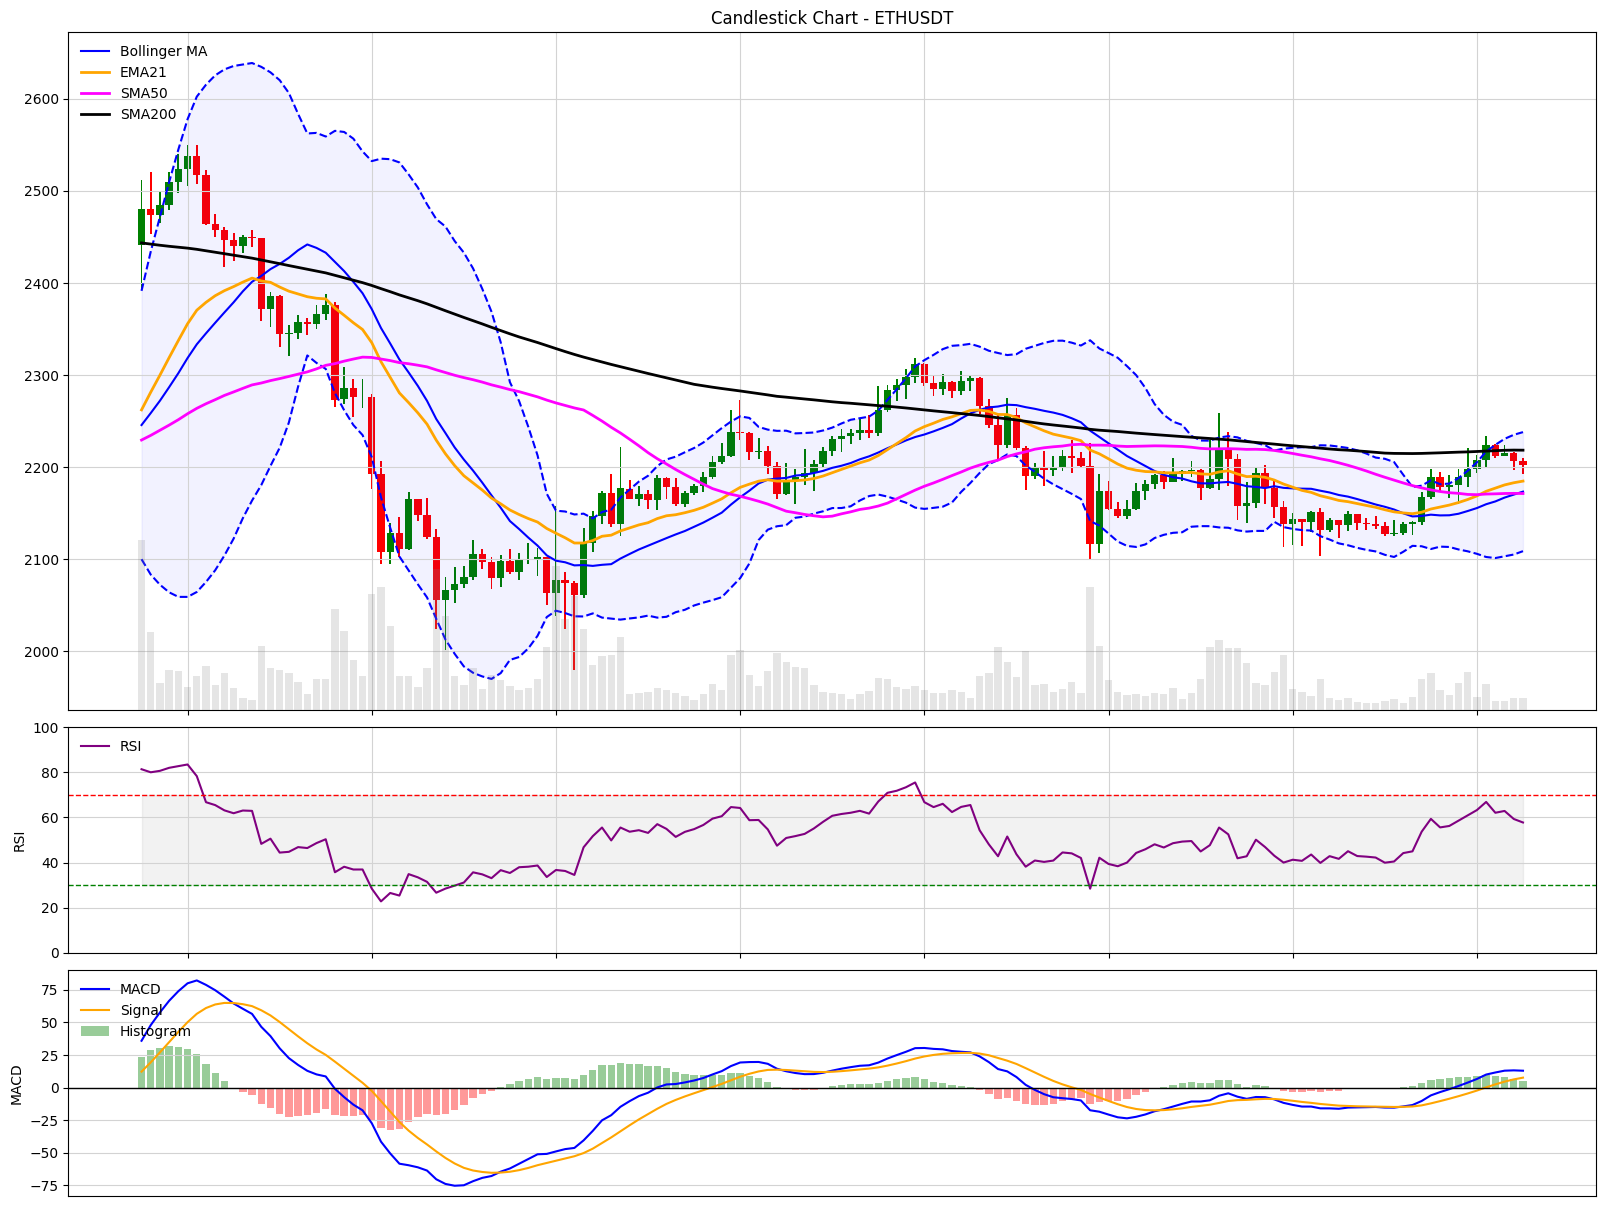 Candlestick Chart - ETHUSDT
Bollinger MA
EMA21
SMA50
SMA200
2600
2500
2400
2300
2200
2100
2000
RSI
100
80
60
40
20
0
RSI
MACD
Signal
Histogram
75
50
25
0
−25
−50
−75
MACD